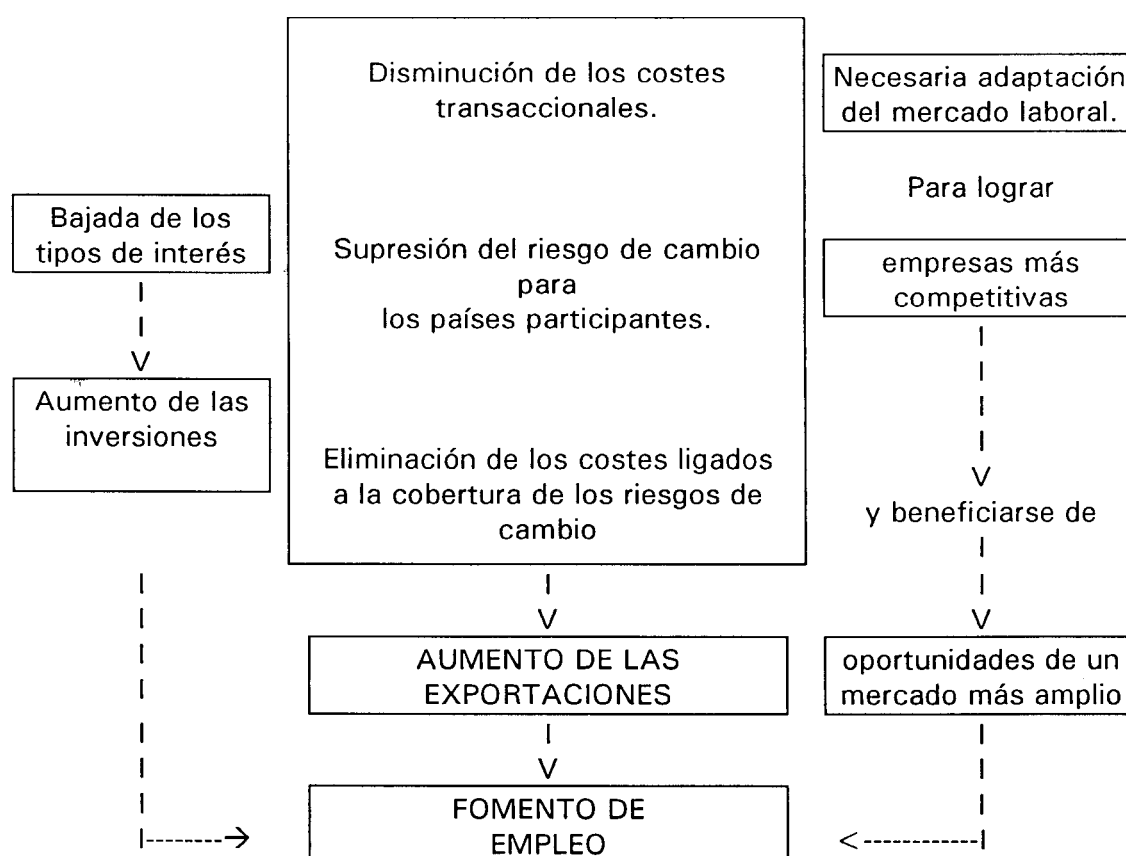 Disminución de los costes
transaccionales.
Necesaria adaptación
del mercado laboral.
Para lograr
Bajada de los
tipos de interés
Supresión del riesgo de cambio
para
los países participantes.
empresas más
competitivas
Aumento de las
inversiones
Eliminación de los costes ligados
a la cobertura de los riesgos de
cambio
y beneficiarse de
AUMENTO DE LAS
EXPORTACIONES
oportunidades de un
mercado más amplio
FOMENTO DE
EMPLEO